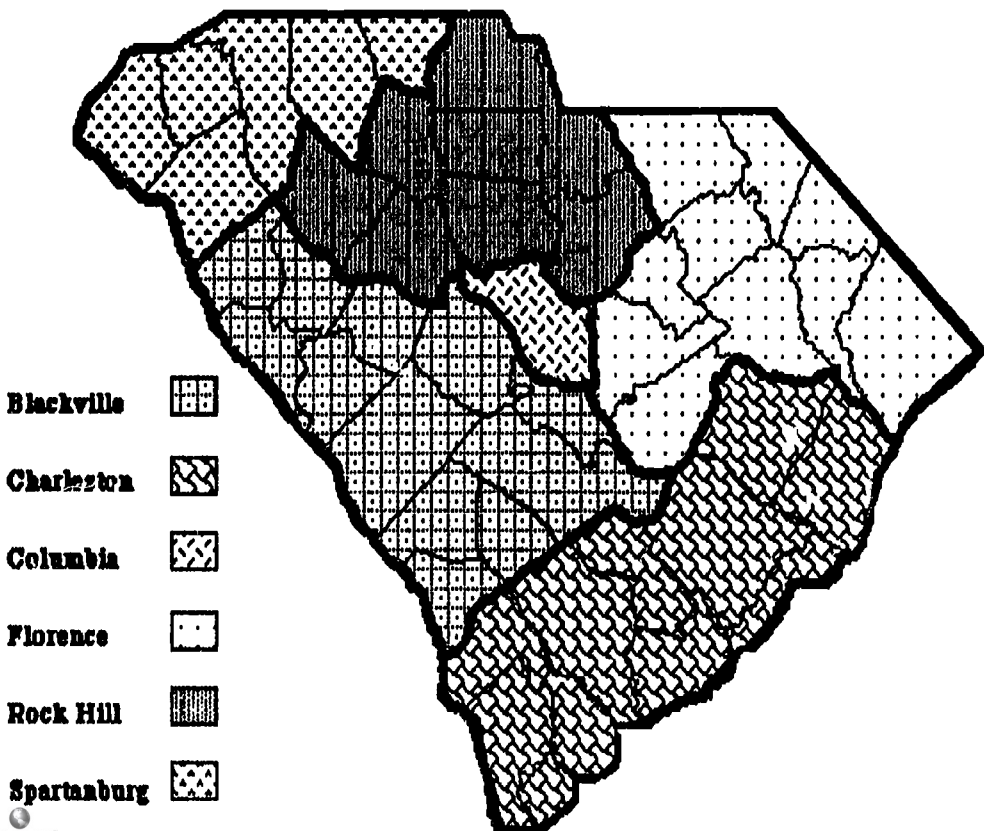 Blackville
Charleston
Columbia
Florence
Rock Hill
Spartanburg